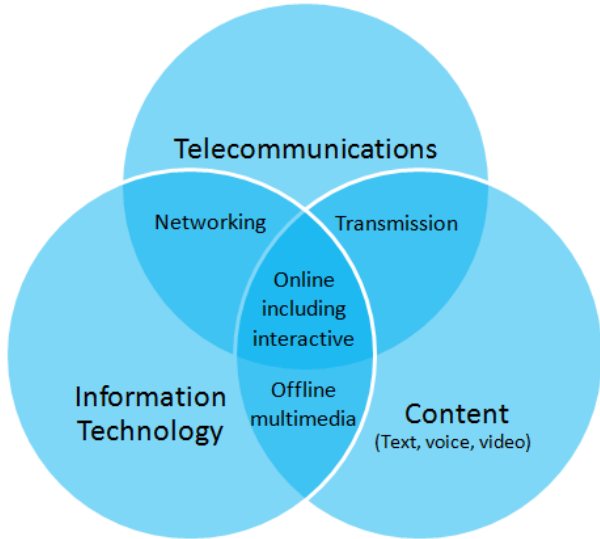 Telecommunications
Networking
Transmission
Online
including
interactive
Information
Technology
Offline
multimedia
Content
(Text, voice, video)